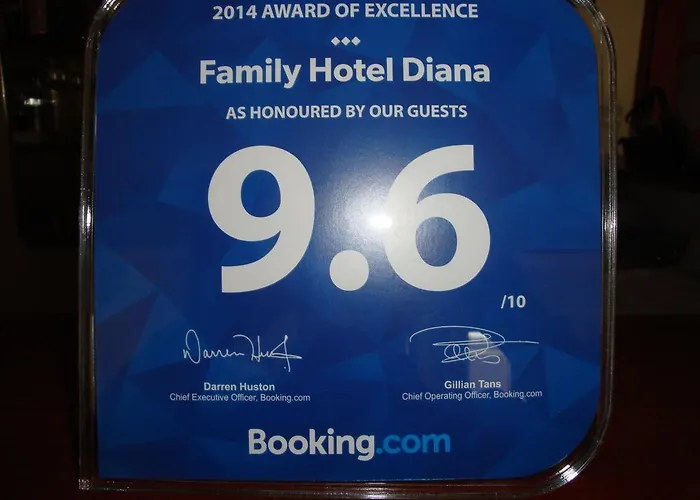 2014 AWARD OF EXCELLENCE
Family Hotel Diana
AS HONOURED BY OUR GUESTS
9.6
/10
Darren Huston
Chief Executive Officer, Booking.com
Gillian Tans
Chief Operating Officer, Booking.com
Booking.com